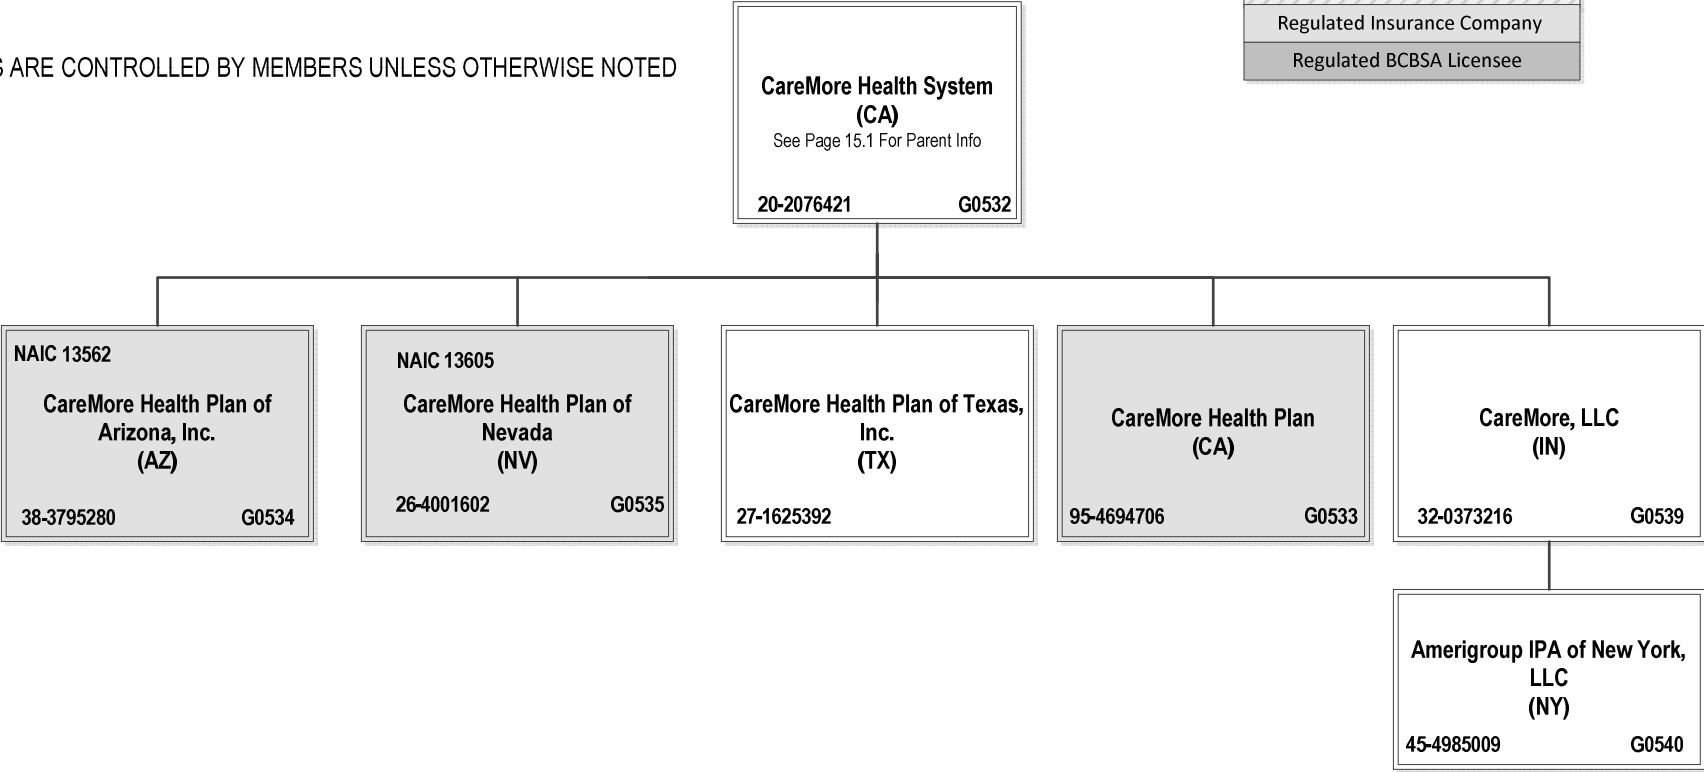 Regulated Insurance Company
Regulated BCBSA Licensee
ARE CONTROLLED BY MEMBERS UNLESS OTHERWISE NOTED
CareMore Health System
(CA)
See Page 15.1 For Parent Info
20-2076421 G0532
NAIC 13562
CareMore Health Plan of
Arizona, Inc.
(AZ)
38-3795280 G0534
NAIC 13605
CareMore Health Plan of
Nevada
(NV)
26-4001602 G0535
CareMore Health Plan of Texas,
Inc.
(TX)
27-1625392
CareMore Health Plan
(CA)
95-4694706 G0533
CareMore, LLC
(IN)
32-0373216 G0539
Amerigroup IPA of New York,
LLC
(NY)
45-4985009 G0540